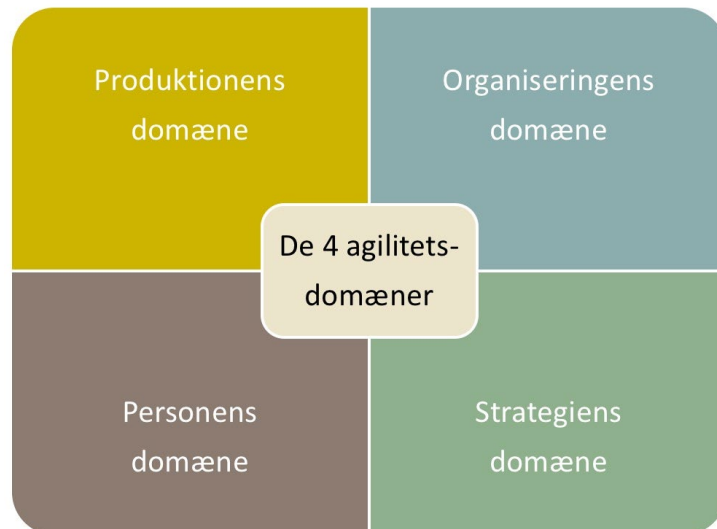 Produktionens
domæne
Organiseringens
domæne
De 4 agilitets-
domæner
Personens
domæne
Strategiens
domæne